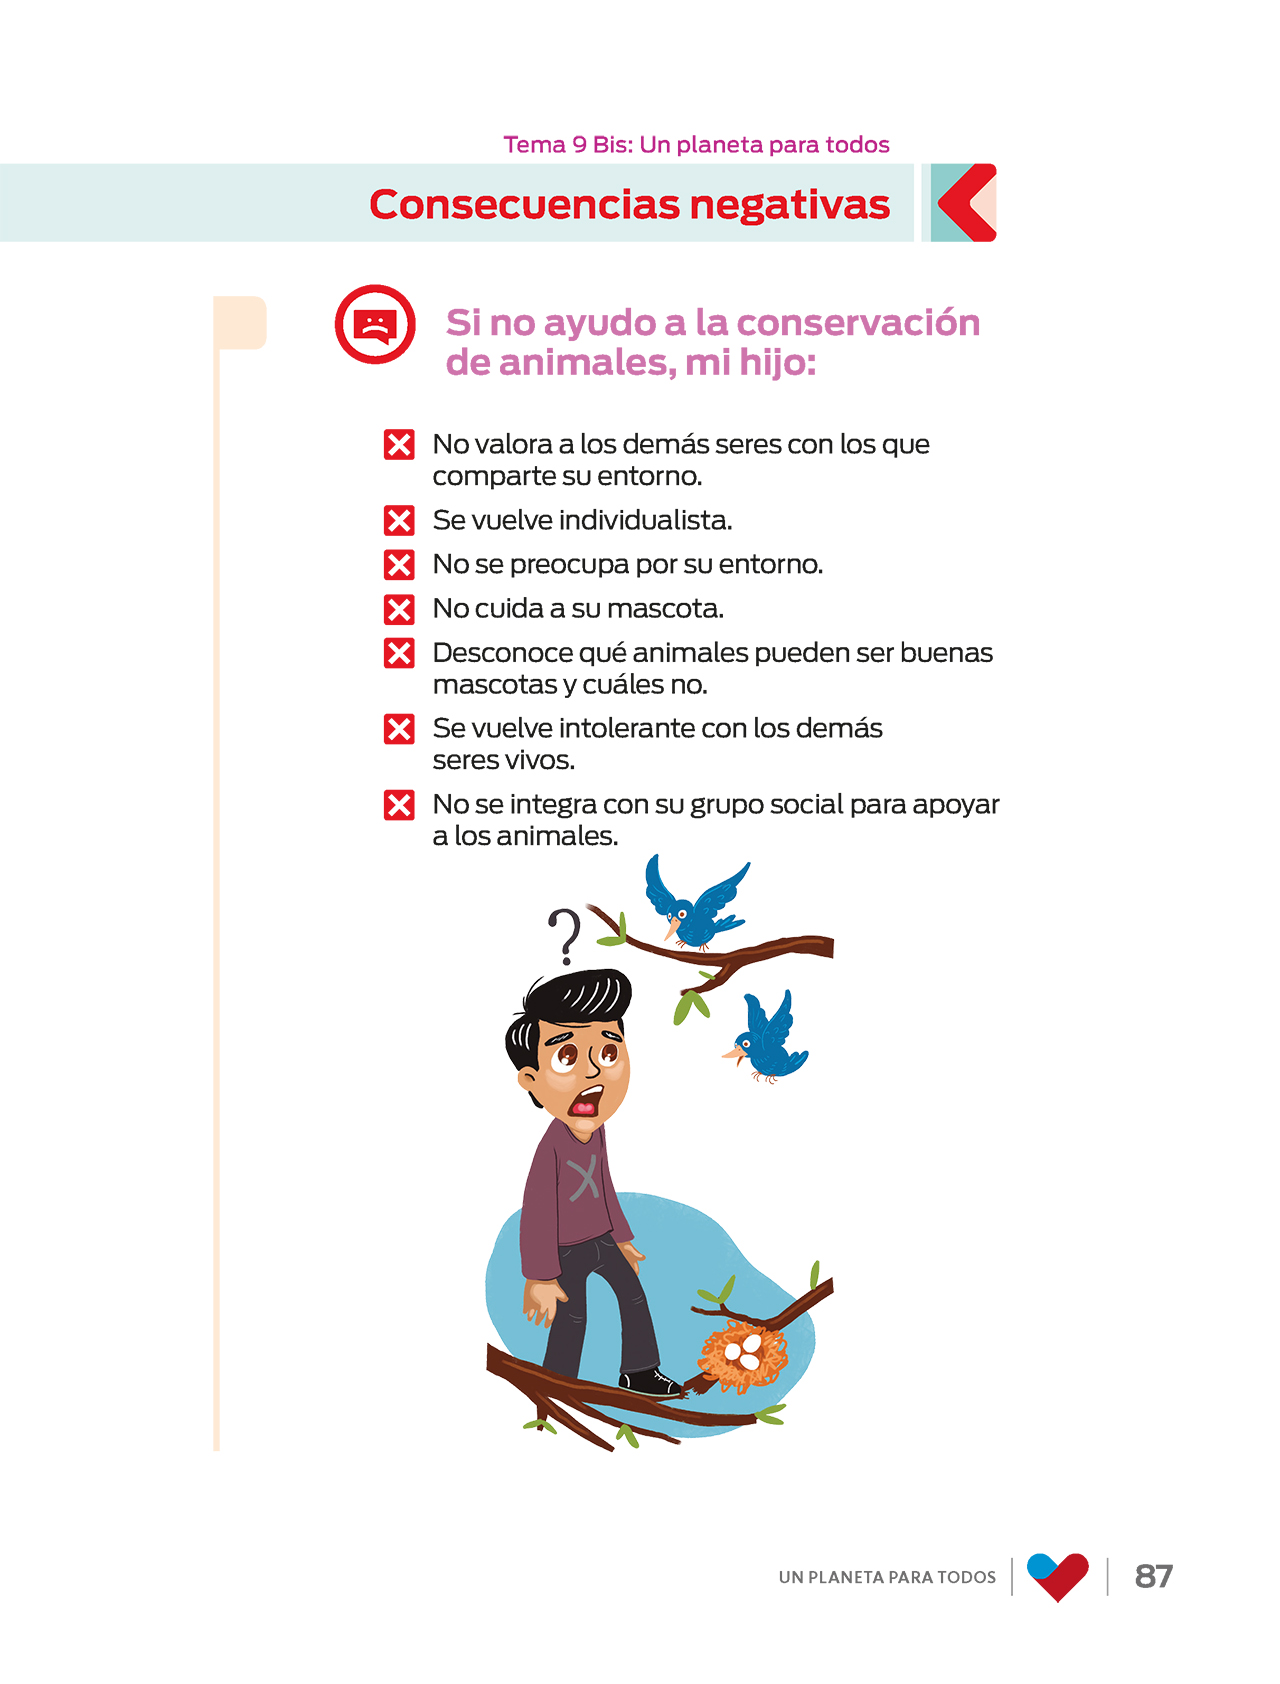 Tema 9 Bis: Un planeta para todos
Consecuencias negativas
Si no ayudo a la conservación
de animales, mi hijo:
No valora a los demás seres con los que
comparte su entorno.
Se vuelve individualista.
No se preocupa por su entorno.
No cuida a su mascota.
Desconoce qué animales pueden ser buenas
mascotas y cuáles no.
Se vuelve intolerante con los demás
seres vivos.
No se integra con su grupo social para apoyar
a los animales.
?
X
UN PLANETA PARA TODOS
87